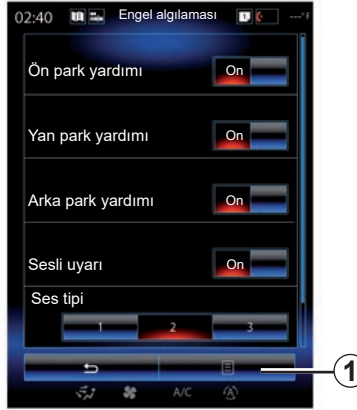 02:40 Engel algılaması ---°F
Ön park yardımı On
Yan park yardımı On
Arka park yardımı On
Sesli uyarı On
Ses tipi
1 2 3
A/C
1